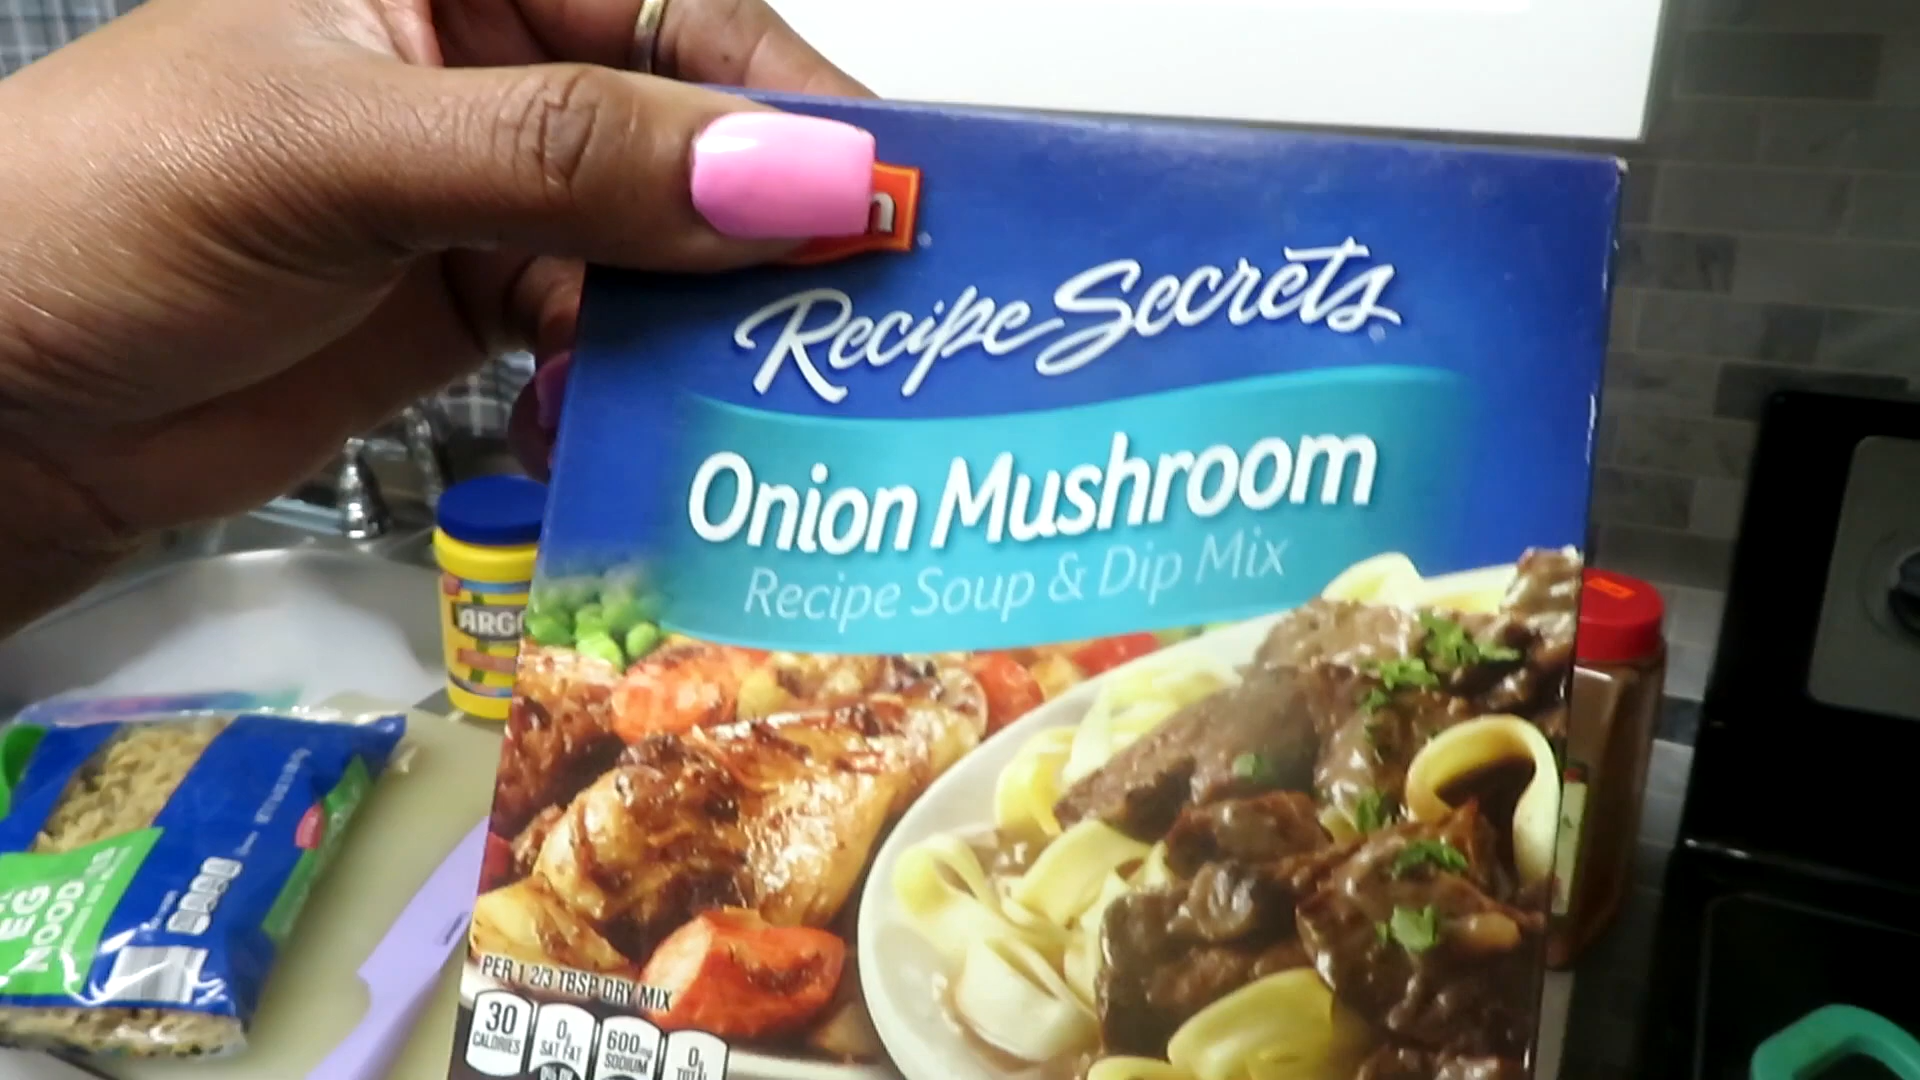 n
Recipe Secrets
Onion Mushroom
Recipe Soup & Dip Mix
ARGO
EG
NOOD
PER 1 2/3 TBSP DRY MIX
30
CALORIES
0g
SAT FAT
600mg
SODIUM
0g